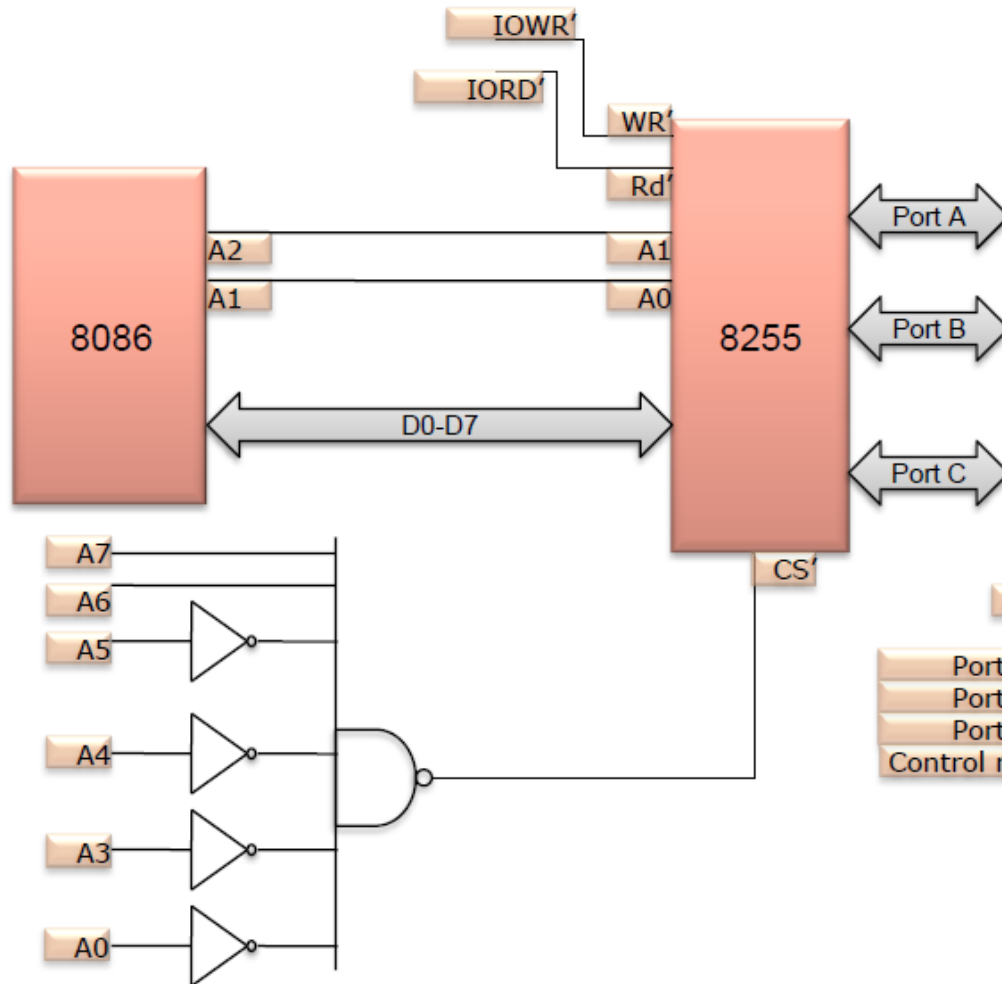 IOWR’
IORD’
WR’
Rd’
A2
A1
A1
A0
8086
8255
Port A
Port B
Port C
D0-D7
CS’
A7
A6
A5
A4
A3
A0
Port
Port
Port
Control